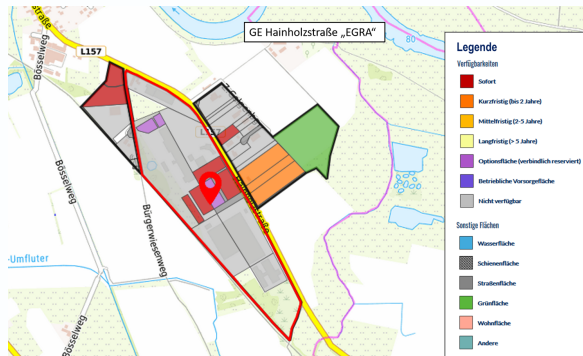 GE Hainholzstraße „EGRA“
L157
Bösselweg
L157
Bösselweg
Bürgerwiesenweg
-Umfluter
Bösselweg
Legende
Verfügbarkeiten
Sofort
Kurzfristig (bis 2 Jahre)
Mittelfristig (2-5 Jahre)
Langfristig (> 5 Jahre)
Optionsfläche (verbindlich reserviert)
Betriebliche Vorsorgefläche
Nicht verfügbar
Sonstige Flächen
Wasserfläche
Schienenfläche
Straßenfläche
Grünfläche
Wohnfläche
Andere